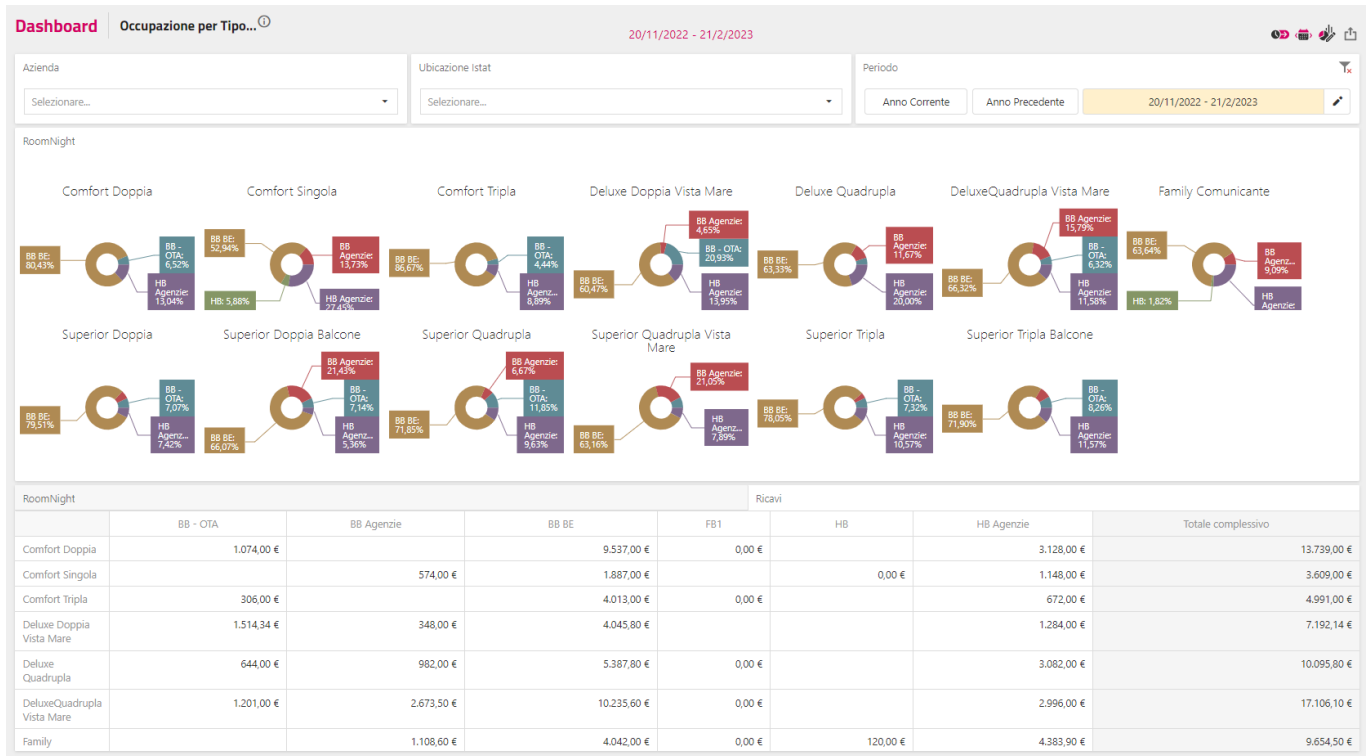 Dashboard
Occupazione per Tipo...
20/11/2022 - 21/2/2023
Azienda
Selezionare...
Ubicazione Istat
Selezionare...
Periodo
Anno Corrente
Anno Precedente
20/11/2022 - 21/2/2023
RoomNight
Comfort Doppia
BB BE:
80,43%
BB -
OTA:
6,52%
HB
Agenzie:
13,04%
Comfort Singola
BB BE:
52,94%
BB
Agenzie:
13,73%
HB: 5,88%
HB Agenzie:
27,45%
Comfort Tripla
BB BE:
86,67%
BB -
OTA:
4,44%
HB
Agenz...
8,89%
Deluxe Doppia Vista Mare
BB Agenzie:
4,65%
BB - OTA:
20,93%
BB BE:
60,47%
HB Agenzie:
13,95%
Deluxe Quadrupla
BB BE:
63,33%
BB
Agenzie:
11,67%
HB
Agenzie:
20,00%
DeluxeQuadrupla Vista Mare
BB Agenzie:
15,79%
BB -
OTA:
6,32%
BB BE:
66,32%
HB
Agenzie:
11,58%
Family Comunicante
BB BE:
63,64%
BB
Agenz...
9,09%
HB: 1,82%
HB
Agenzie:
Superior Doppia
BB BE:
79,51%
BB -
OTA:
7,07%
HB
Agenz...
7,42%
Superior Doppia Balcone
BB Agenzie:
21,43%
BB -
OTA:
7,14%
BB BE:
66,07%
HB
Agenz...
5,36%
Superior Quadrupla
BB Agenzie:
6,67%
BB -
OTA:
11,85%
BB BE:
71,85%
HB
Agenzie:
9,63%
Superior Quadrupla Vista
Mare
BB Agenzie:
21,05%
BB BE:
63,16%
HB
Agenz...
7,89%
Superior Tripla
BB BE:
78,05%
BB -
OTA:
7,32%
HB
Agenzie:
10,57%
Superior Tripla Balcone
BB BE:
71,90%
BB -
OTA:
8,26%
HB
Agenzie:
11,57%
RoomNight
Ricavi
BB - OTA BB Agenzie BB BE FB1 HB HB Agenzie Totale complessivo
Comfort Doppia 1.074,00 € 9.537,00 € 0,00 € 3.128,00 € 13.739,00 €
Comfort Singola 574,00 € 1.887,00 € 0,00 € 1.148,00 € 3.609,00 €
Comfort Tripla 306,00 € 4.013,00 € 0,00 € 672,00 € 4.991,00 €
Deluxe Doppia 1.514,34 € 348,00 € 4.045,80 € 1.284,00 € 7.192,14 €
Vista Mare
Deluxe 644,00 € 982,00 € 5.387,80 € 0,00 € 3.082,00 € 10.095,80 €
Quadrupla
DeluxeQuadrupla 1.201,00 € 2.673,50 € 10.235,60 € 0,00 € 2.996,00 € 17.106,10 €
Vista Mare
Family 1.108,60 € 4.042,00 € 0,00 € 120,00 € 4.383,90 € 9.654,50 €